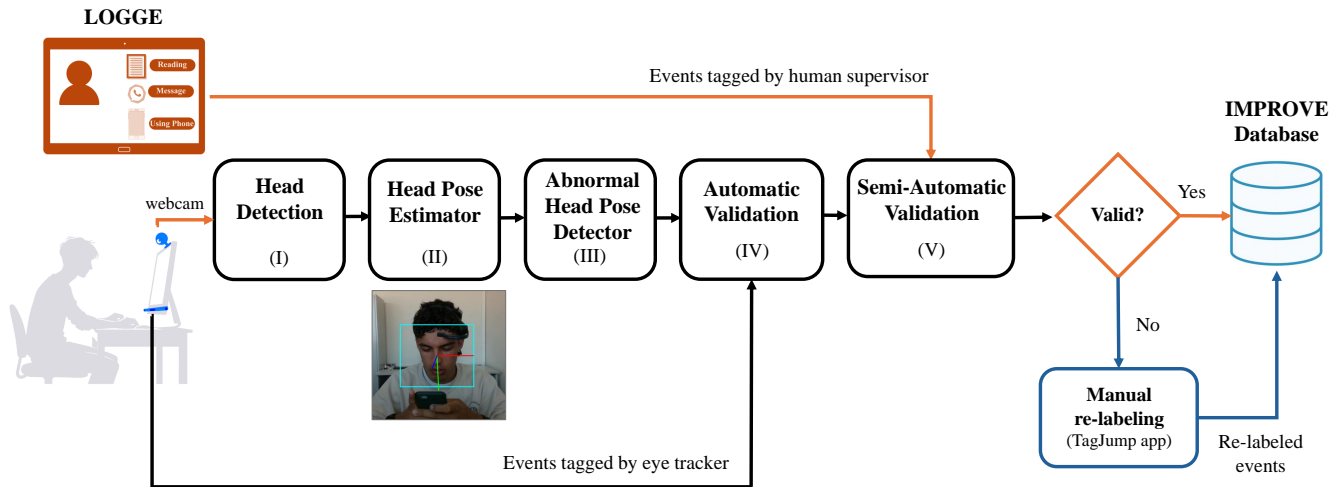 LOGGE
Reading
Message
Using Phone
Events tagged by human supervisor
IMPROVE
Database
webcam
Head
Detection
(I)
Head Pose
Estimator
(II)
Abnormal
Head Pose
Detector
(III)
Automatic
Validation
(IV)
Semi-Automatic
Validation
(V)
Valid?
Yes
No
Manual
re-labeling
(TagJump app)
Re-labeled
events
Events tagged by eye tracker